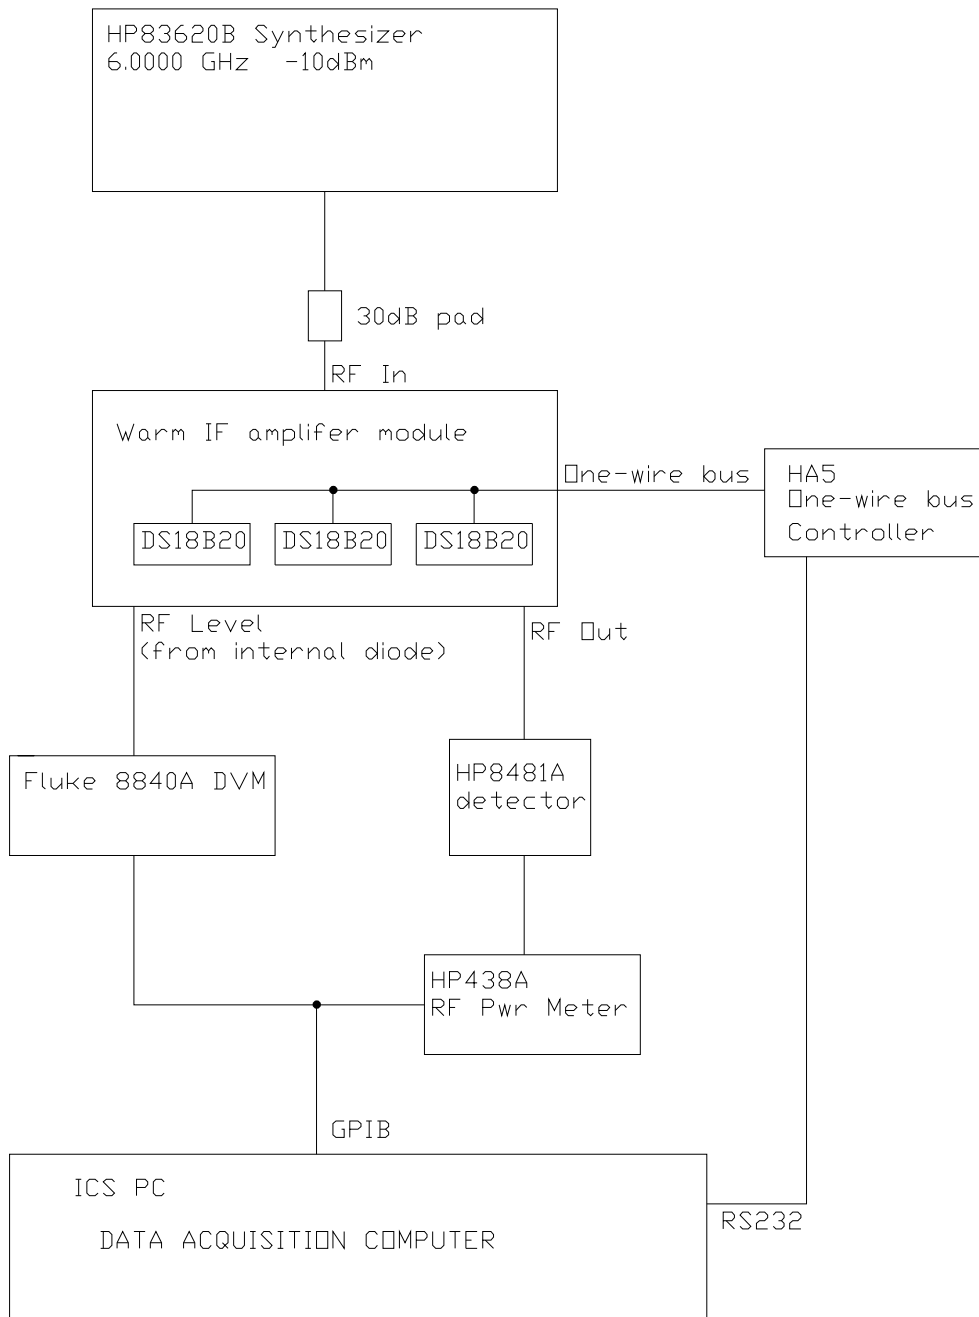 HP83620B Synthesizer
6.0000 GHz -10dBm
30dB pad
RF In
Warm IF amplifer module
One-wire bus
HA5
One-wire bus
Controller
DS18B20 DS18B20 DS18B20
RF Level
(from internal diode)
RF Out
Fluke 8840A DVM
HP8481A
detector
HP438A
RF Pwr Meter
GPIB
ICS PC
RS232
DATA ACQUISITION COMPUTER